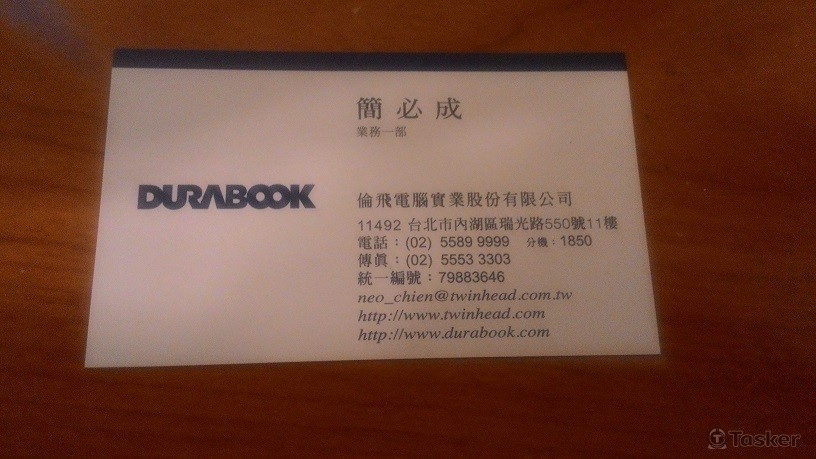 簡必成
業務一部
DURABOOK
倫飛電腦實業股份有限公司
11492 台北市內湖區瑞光路550號11樓
電話：(02) 5589 9999 分機：1850
傳眞：(02) 5553 3303
統一編號：79883646
neo_chien@twinhead.com.tw
http://www.twinhead.com
http://www.durabook.com
Tasker